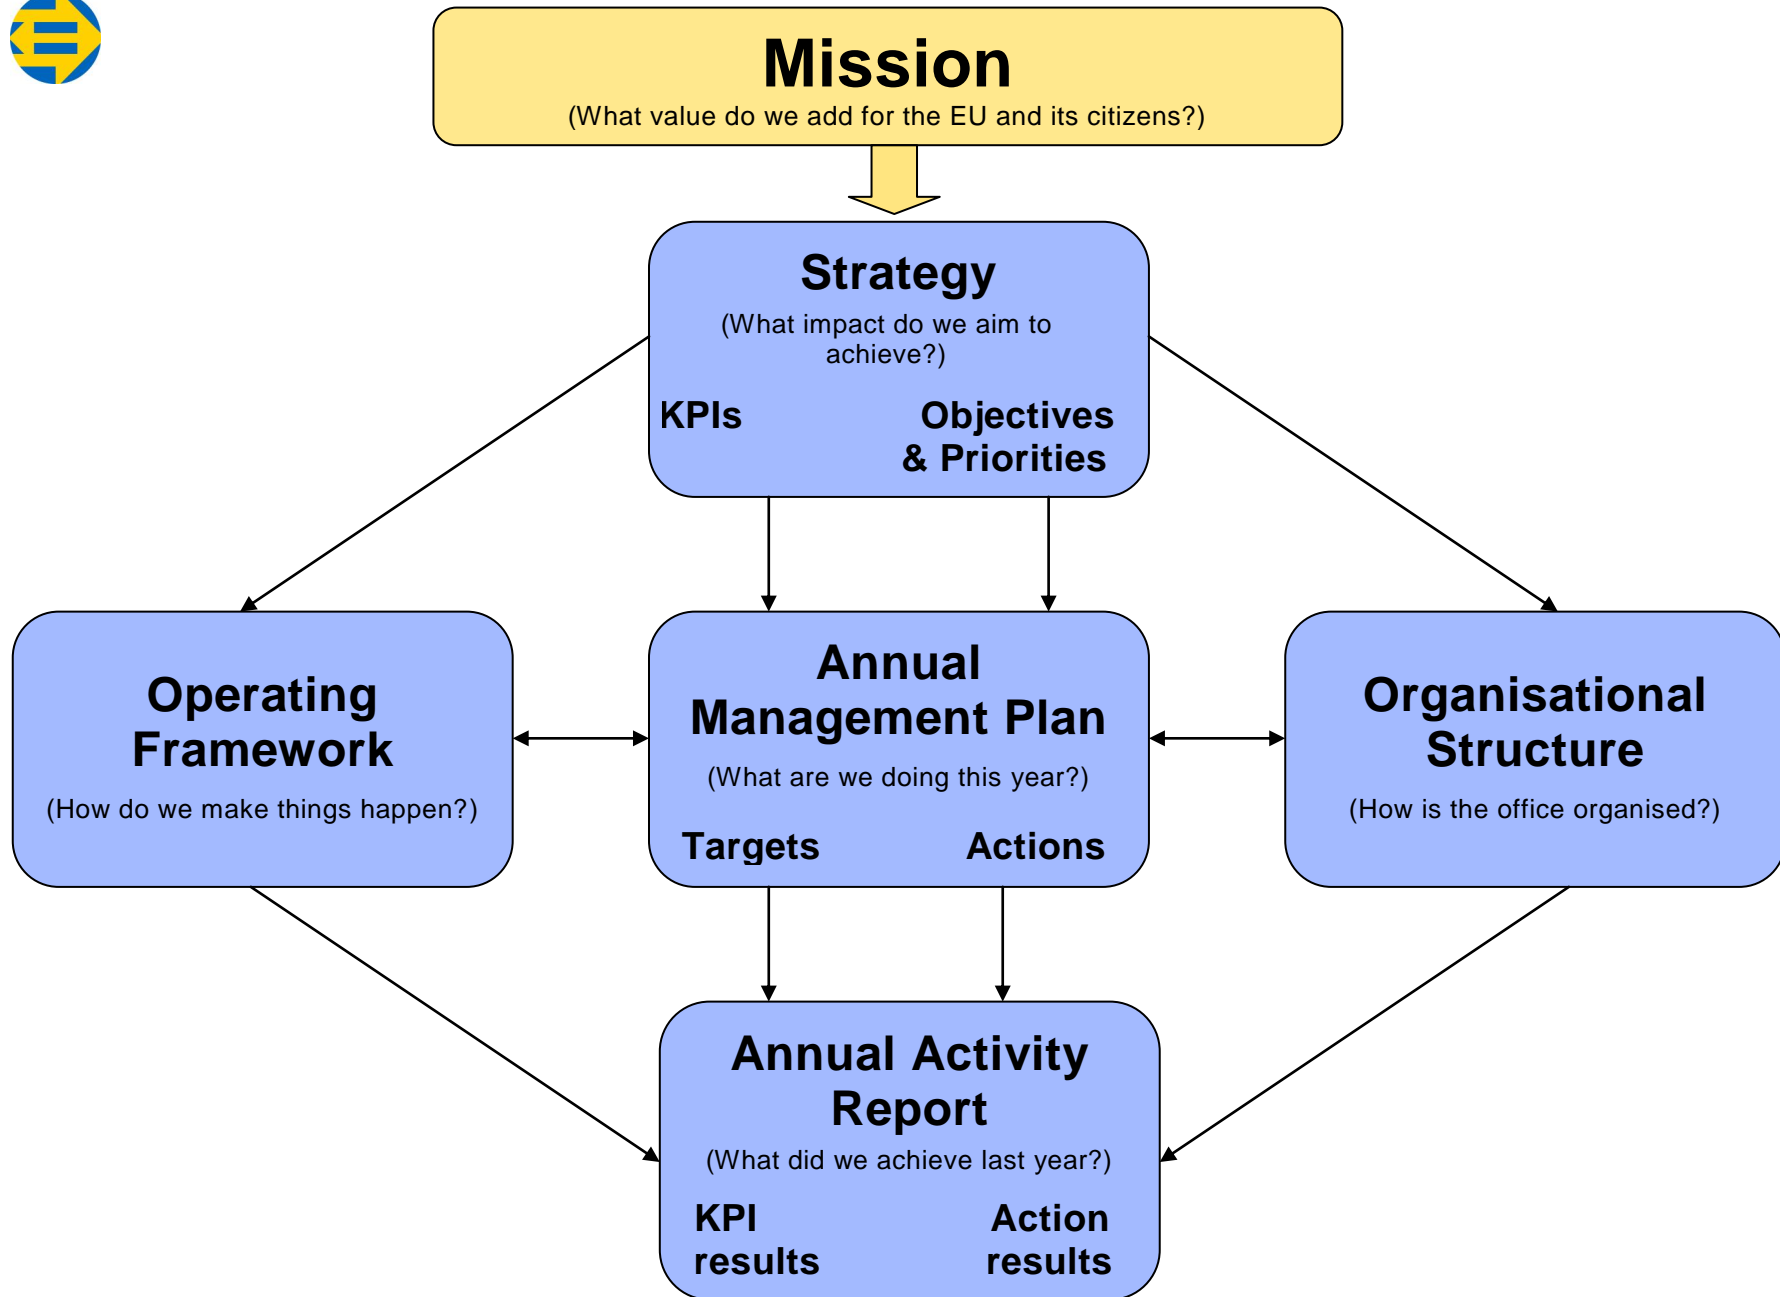 Mission
(What value do we add for the EU and its citizens?)
Strategy
(What impact do we aim to
achieve?)
KPIs
Objectives
& Priorities
Operating
Framework
(How do we make things happen?)
Annual
Management Plan
(What are we doing this year?)
Targets
Actions
Organisational
Structure
(How is the office organised?)
Annual Activity
Report
(What did we achieve last year?)
KPI
results
Action
results